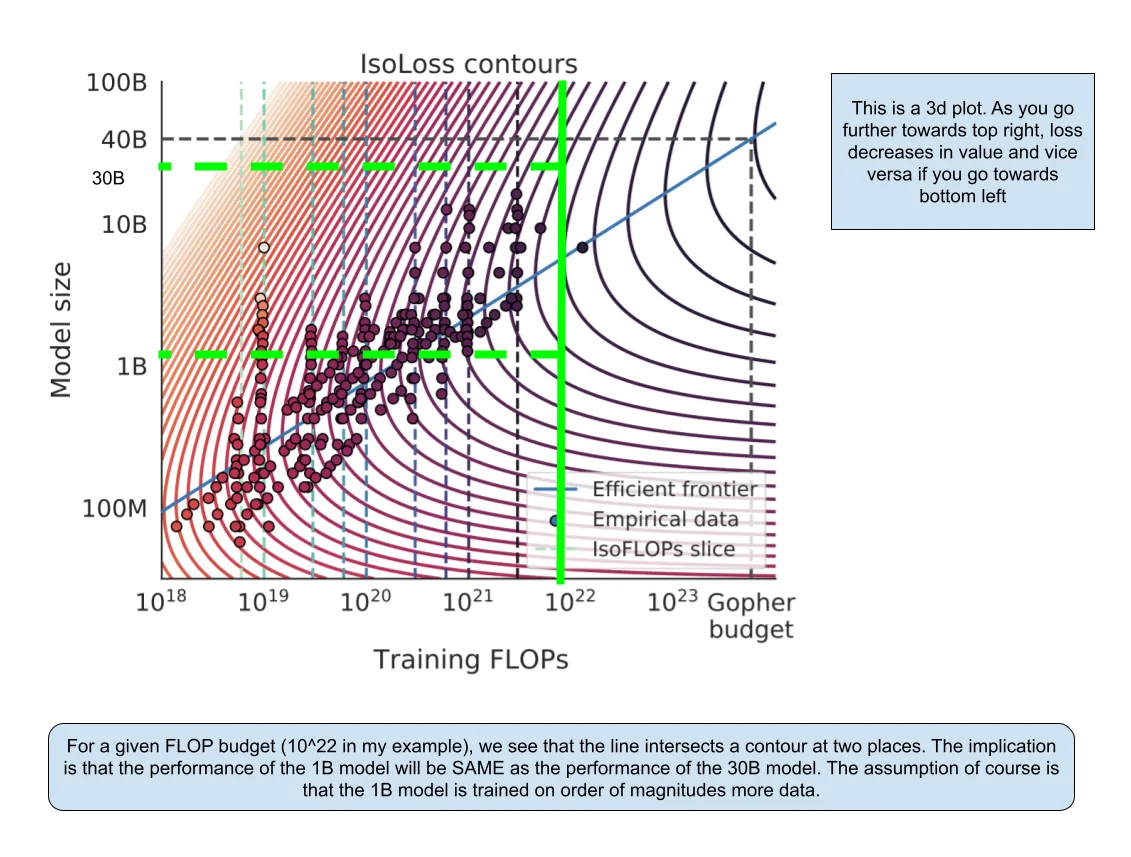 IsoLoss contours
100B
40B
30B
10B
1B
100M
Model size
This is a 3d plot. As you go
further towards top right, loss
decreases in value and vice
versa if you go towards
bottom left
Efficient frontier
Empirical data
IsoFLOPs slice
10^18 10^19 10^20 10^21 10^22 10^23 Gopher
budget
Training FLOPs
For a given FLOP budget (10^22 in my example), we see that the line intersects a contour at two places. The implication
is that the performance of the 1B model will be SAME as the performance of the 30B model. The assumption of course is
that the 1B model is trained on order of magnitudes more data.